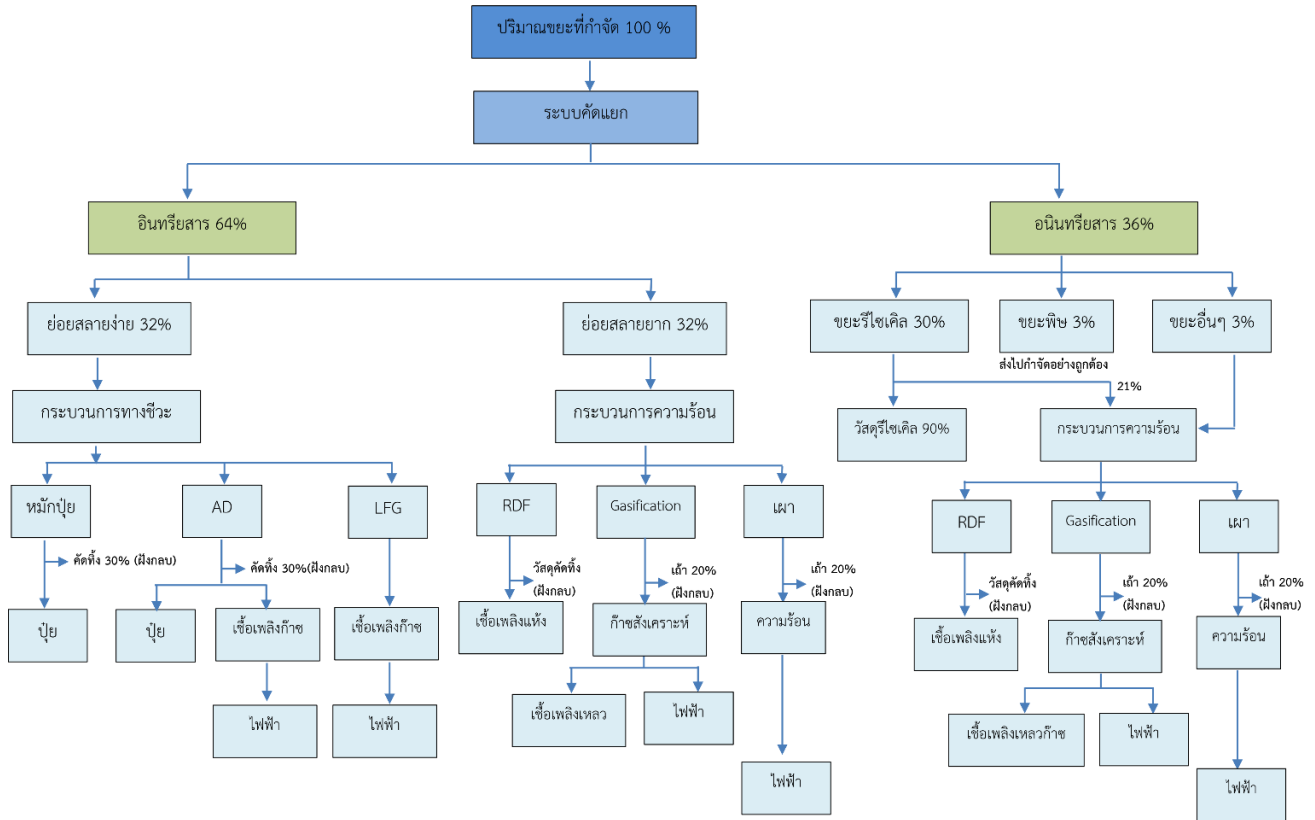 ปริมาณขยะที่กำจัด 100 %
ระบบคัดแยก
อินทรียสาร 64%
อนินทรียสาร 36%
ย่อยสลายง่าย 32%
ย่อยสลายยาก 32%
ขยะรีไซเคิล 30%
ขยะพิษ 3%
ขยะอื่นๆ 3%
ส่งไปกำจัดอย่างถูกต้อง
21%
กระบวนการทางชีวะ
กระบวนการความร้อน
วัสดุรีไซเคิล 90%
กระบวนการความร้อน
หมักปุ๋ย
AD
LFG
RDF
Gasification
เผา
RDF
Gasification
เผา
คัดทิ้ง 30% (ฝังกลบ)
คัดทิ้ง 30%(ฝังกลบ)
วัสดุคัดทิ้ง
(ฝังกลบ)
เถ้า 20%
(ฝังกลบ)
เถ้า 20%
(ฝังกลบ)
วัสดุคัดทิ้ง
(ฝังกลบ)
เถ้า 20%
(ฝังกลบ)
เถ้า 20%
(ฝังกลบ)
ปุ๋ย
ปุ๋ย
เชื้อเพลิงก๊าซ
เชื้อเพลิงก๊าซ
เชื้อเพลิงแห้ง
ก๊าซสังเคราะห์
ความร้อน
เชื้อเพลิงแห้ง
ก๊าซสังเคราะห์
ความร้อน
ไฟฟ้า
ไฟฟ้า
เชื้อเพลิงเหลว
ไฟฟ้า
เชื้อเพลิงเหลวก๊าซ
ไฟฟ้า
ไฟฟ้า
ไฟฟ้า